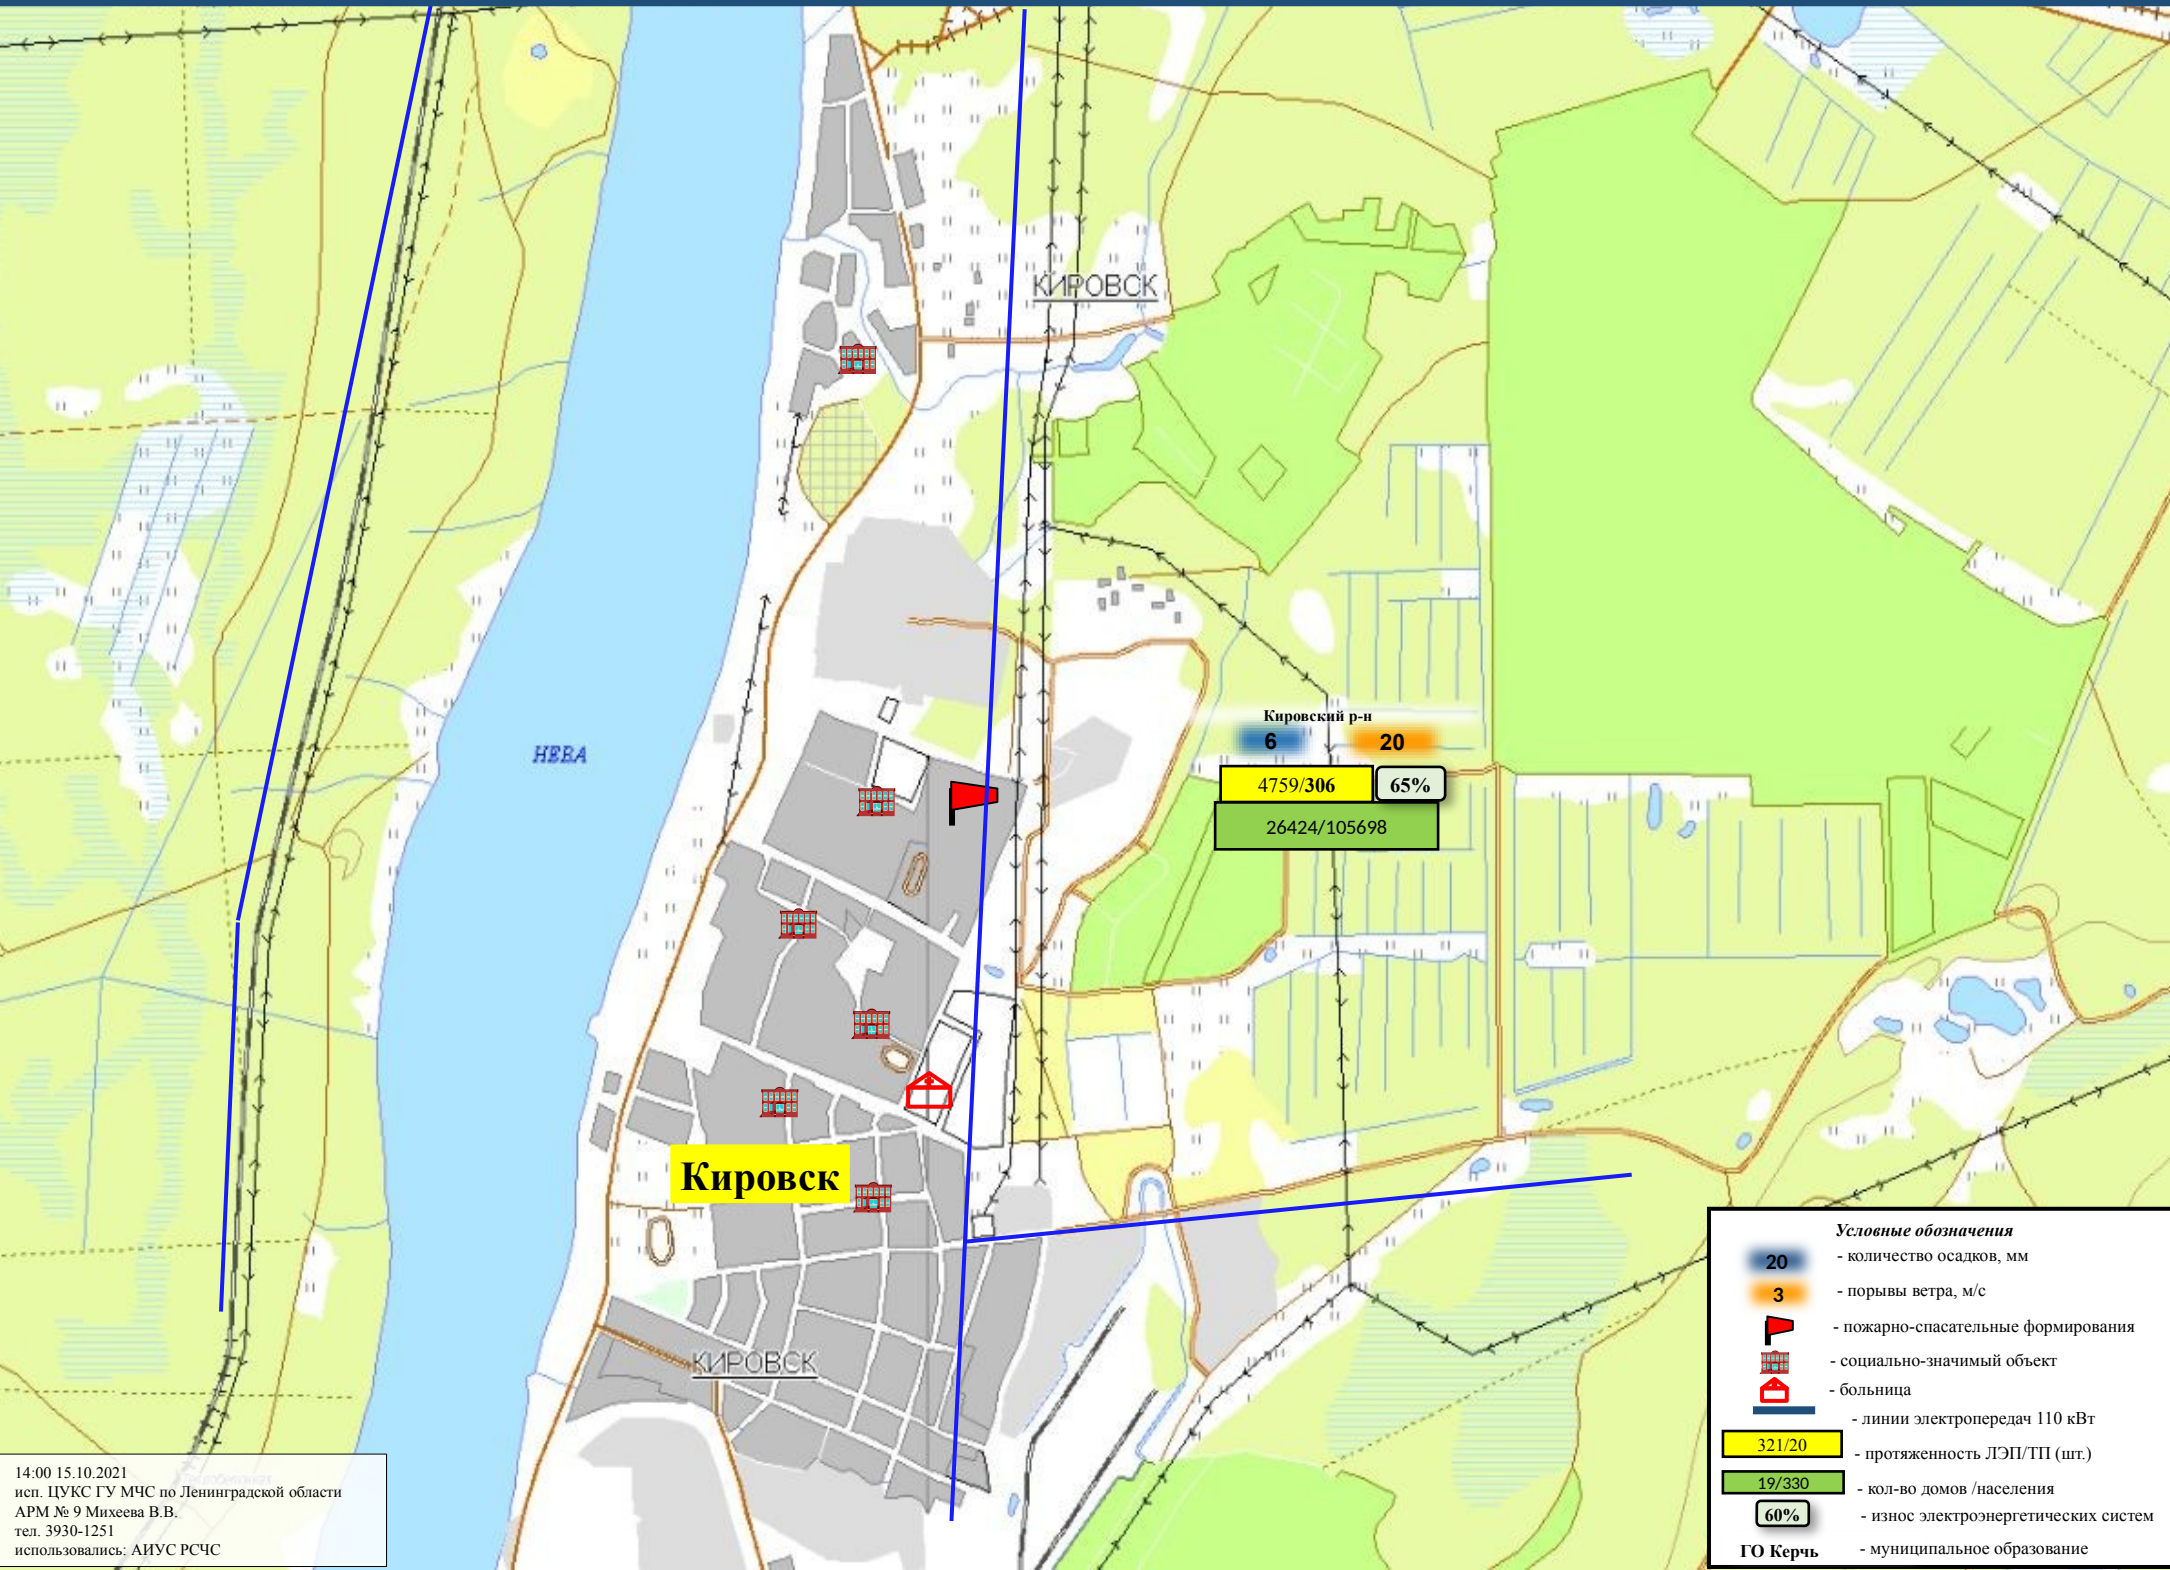 КИРОВСК
НЕВА
Кировский р-н
6
20
4759/306
65%
26424/105698
Кировск
КИРОВСК
Условные обозначения
20 - количество осадков, мм
3 - порывы ветра, м/с
- пожарно-спасательные формирования
- социально-значимый объект
- больница
- линии электропередач 110 кВт
321/20 - протяженность ЛЭП/ТП (шт.)
19/330 - кол-во домов /населения
60% - износ электроэнергетических систем
ГО Керчь - муниципальное образование
14:00 15.10.2021
исп. ЦУКС ГУ МЧС по Ленинградской области
АРМ № 9 Михеева В.В.
тел. 3930-1251
использовались: АИУС РСЧС